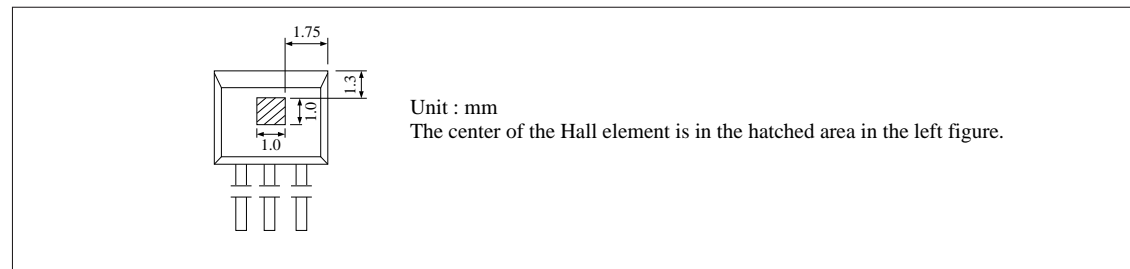 1.75
1.3
1.0
1.0
Unit : mm
The center of the Hall element is in the hatched area in the left figure.